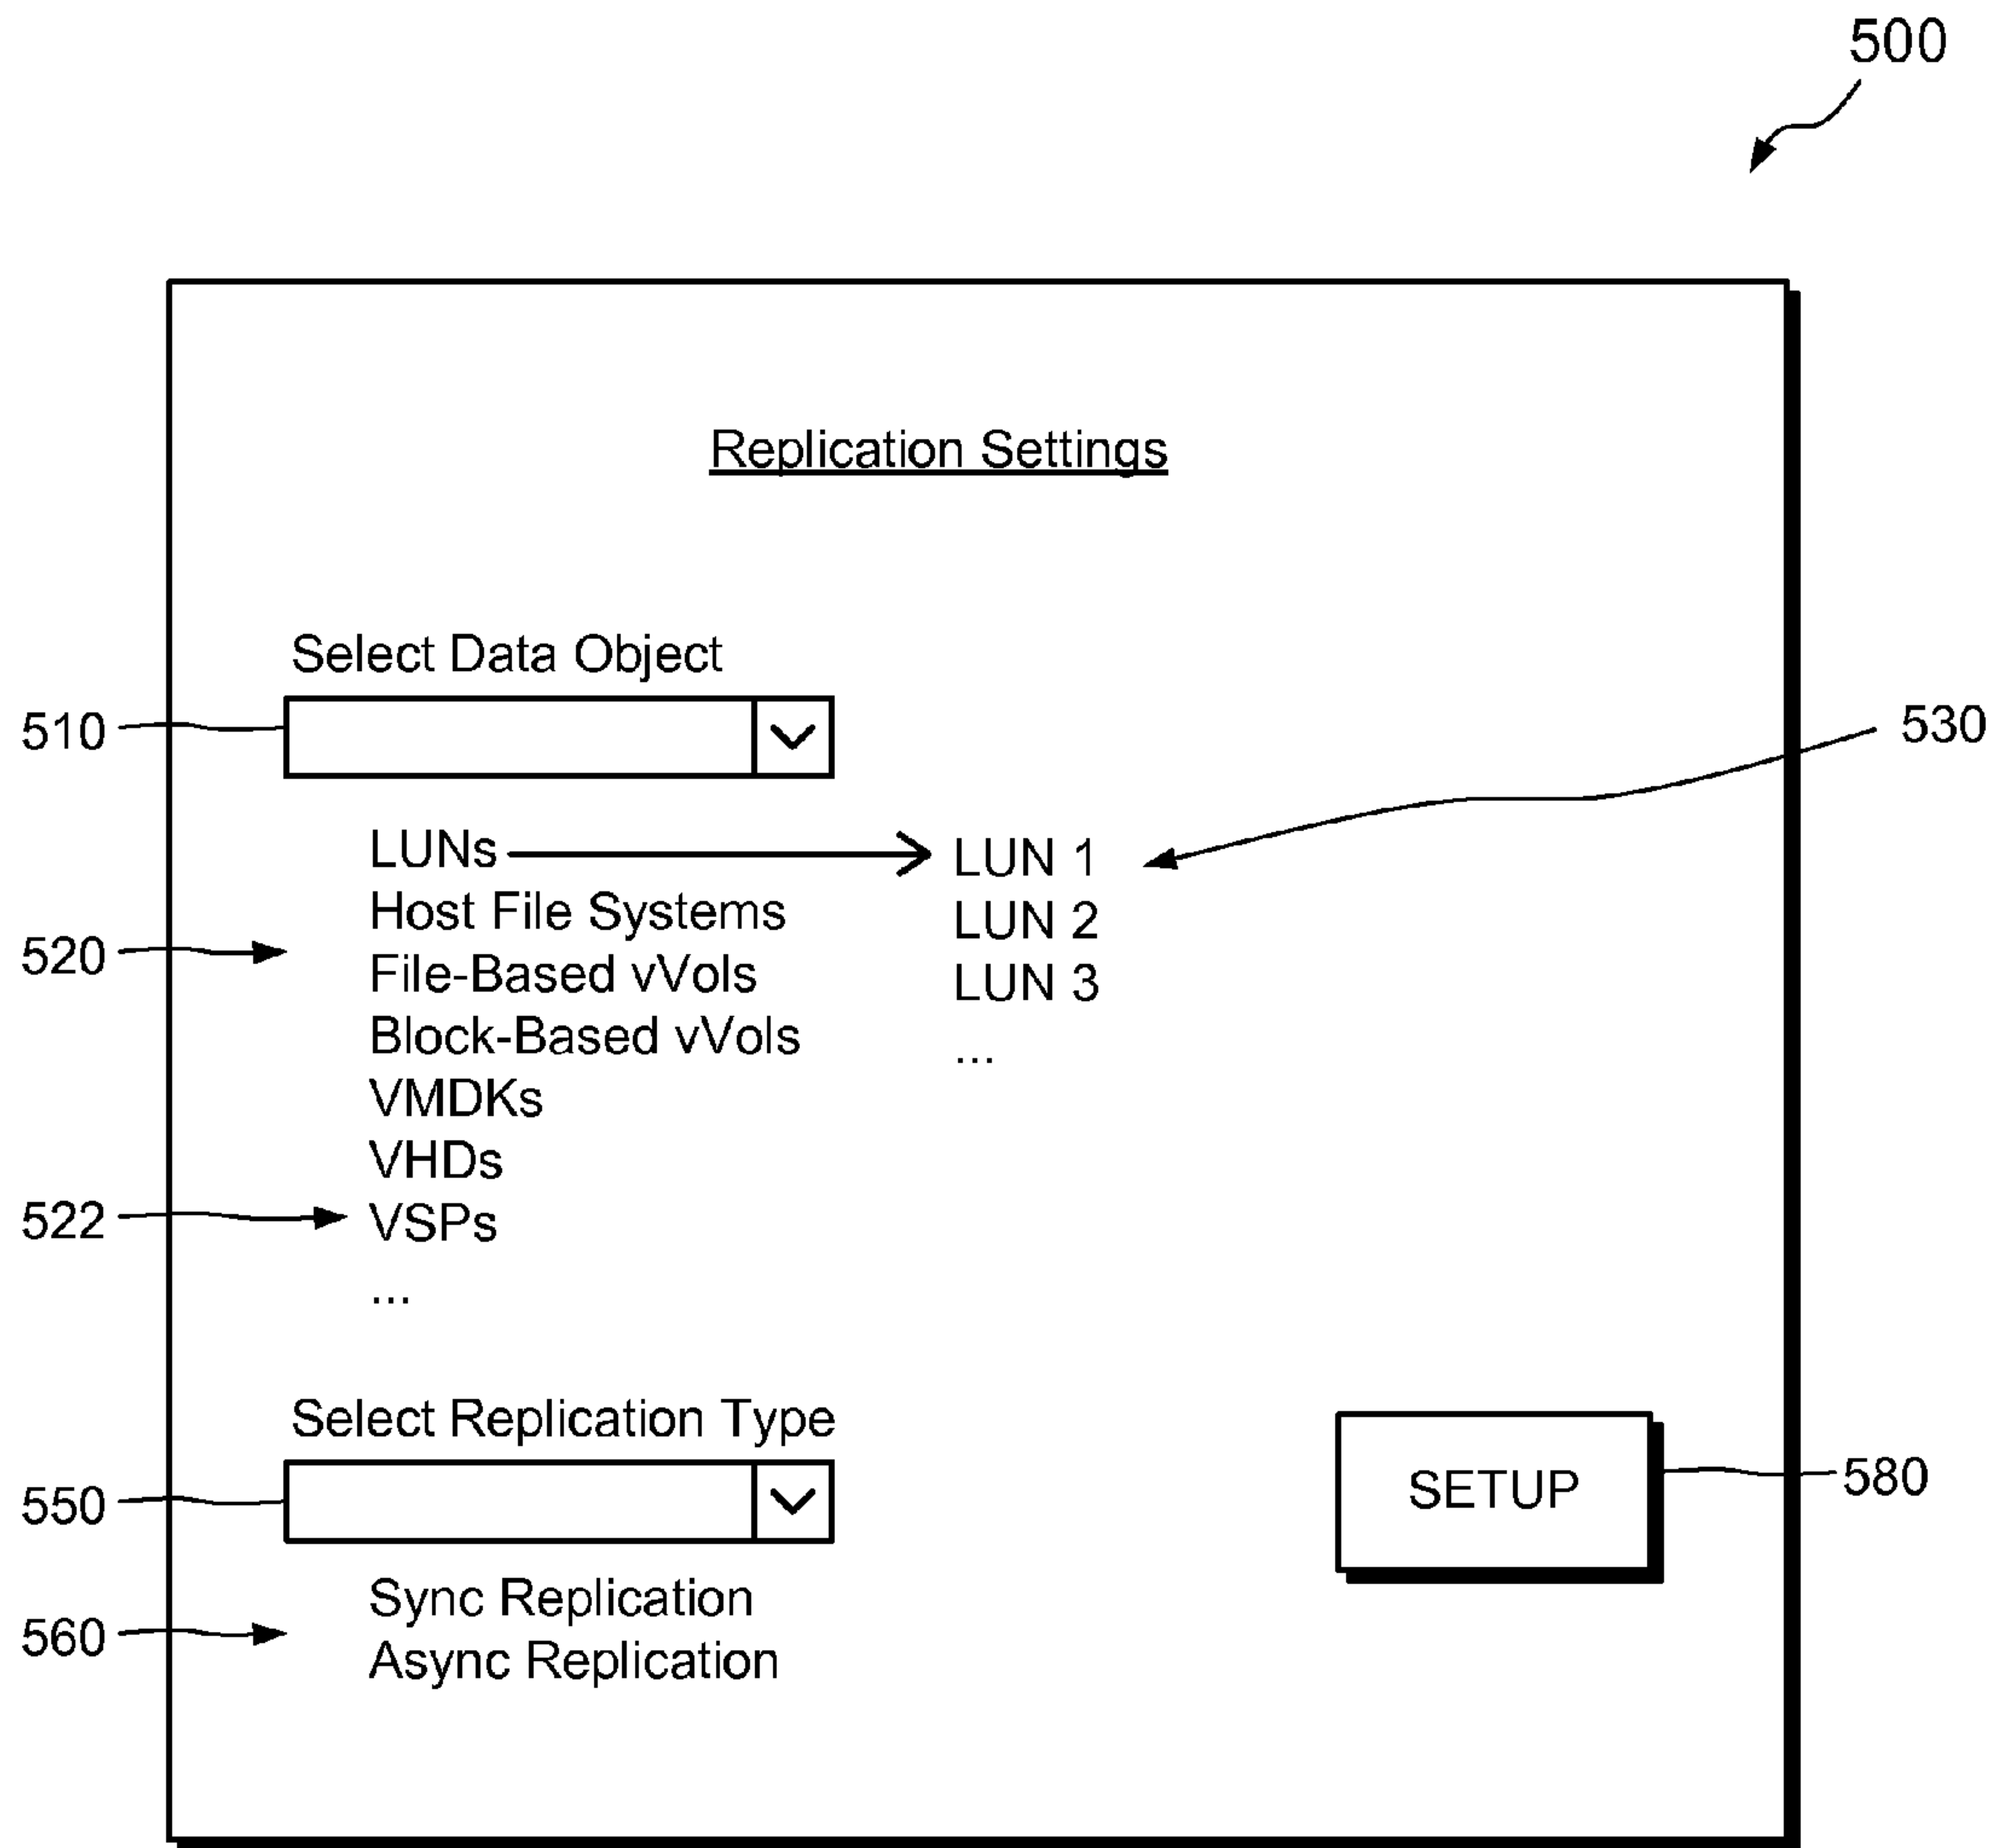 500
Replication Settings
Select Data Object
510
530
LUNs
LUN 1
Host File Systems
LUN 2
520
File-Based vVols
LUN 3
Block-Based vVols
...
VMDKs
VHDs
522
VSPs
...
Select Replication Type
550
SETUP
580
Sync Replication
560
Async Replication